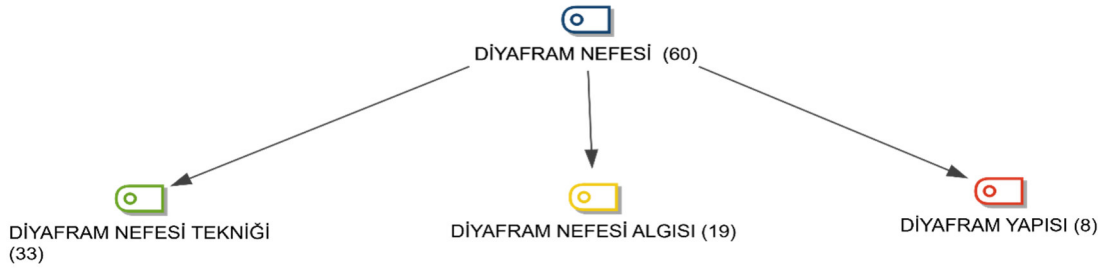 DİYAFRAM NEFESİ (60)
DİYAFRAM NEFESİ TEKNİĞİ
(33)
DİYAFRAM NEFESİ ALGISI (19)
DİYAFRAM YAPISI (8)